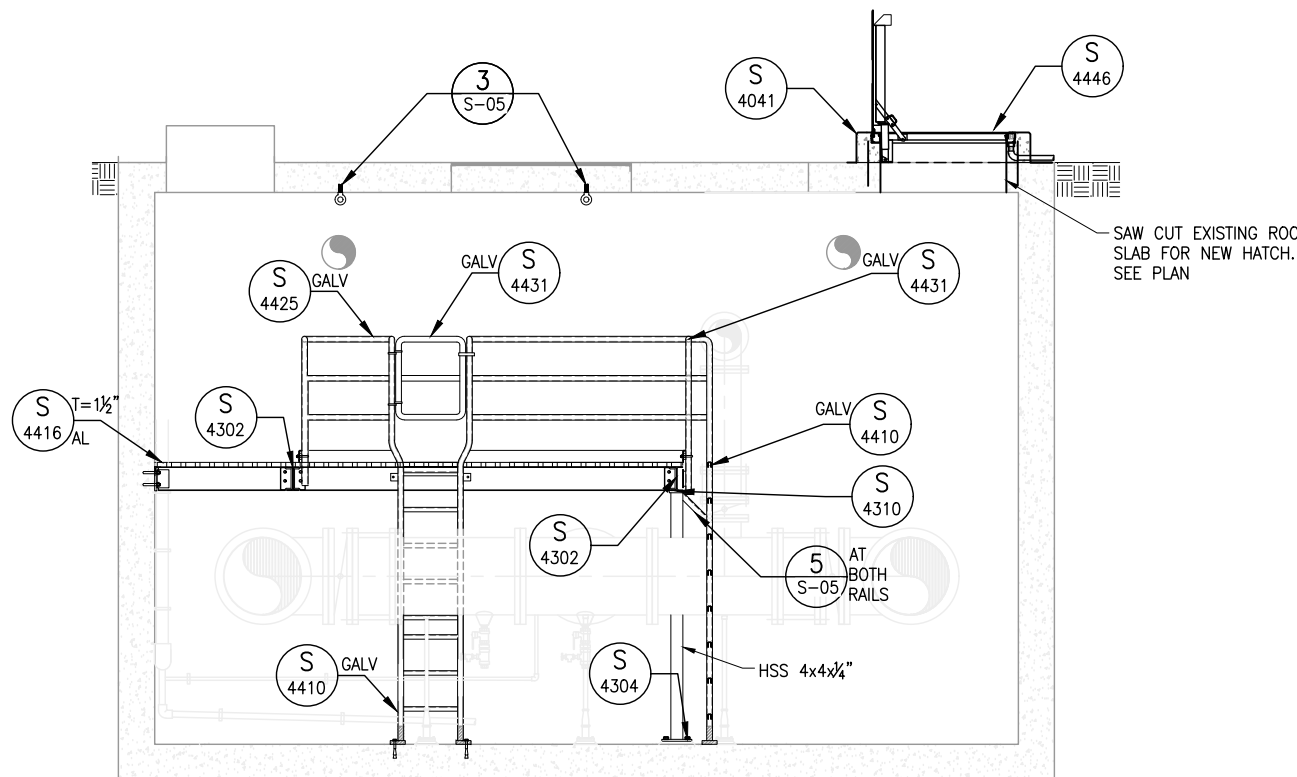 3
S-05
S
4041
S
4446
SAW CUT EXISTING ROO
SLAB FOR NEW HATCH.
SEE PLAN
S
4425
GALV
GALV
S
4431
S
4431
S
4416
T=1½"
AL
S
4302
GALV
S
4410
S
4310
S
4302
5
S-05
AT
BOTH
RAILS
S
4410
GALV
S
4304
HSS 4x4x¼"